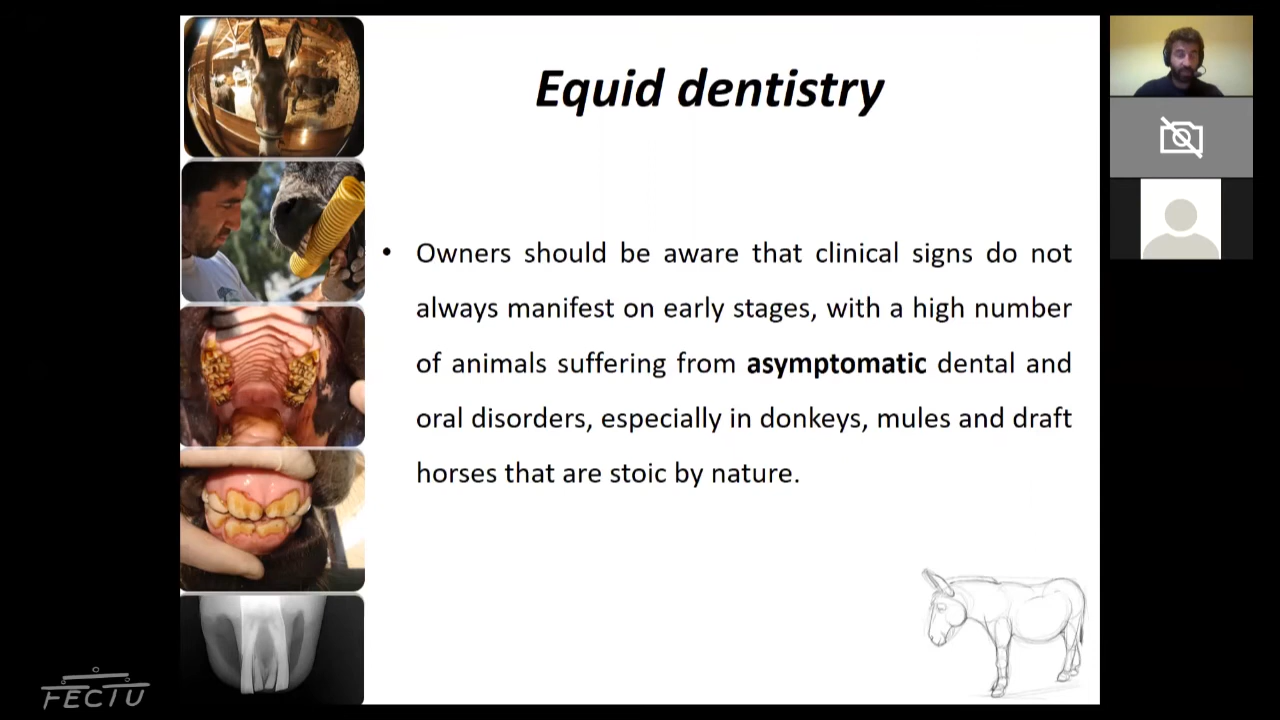 Equid dentistry
• Owners should be aware that clinical signs do not
always manifest on early stages, with a high number
of animals suffering from asymptomatic dental and
oral disorders, especially in donkeys, mules and draft
horses that are stoic by nature.
FECTU